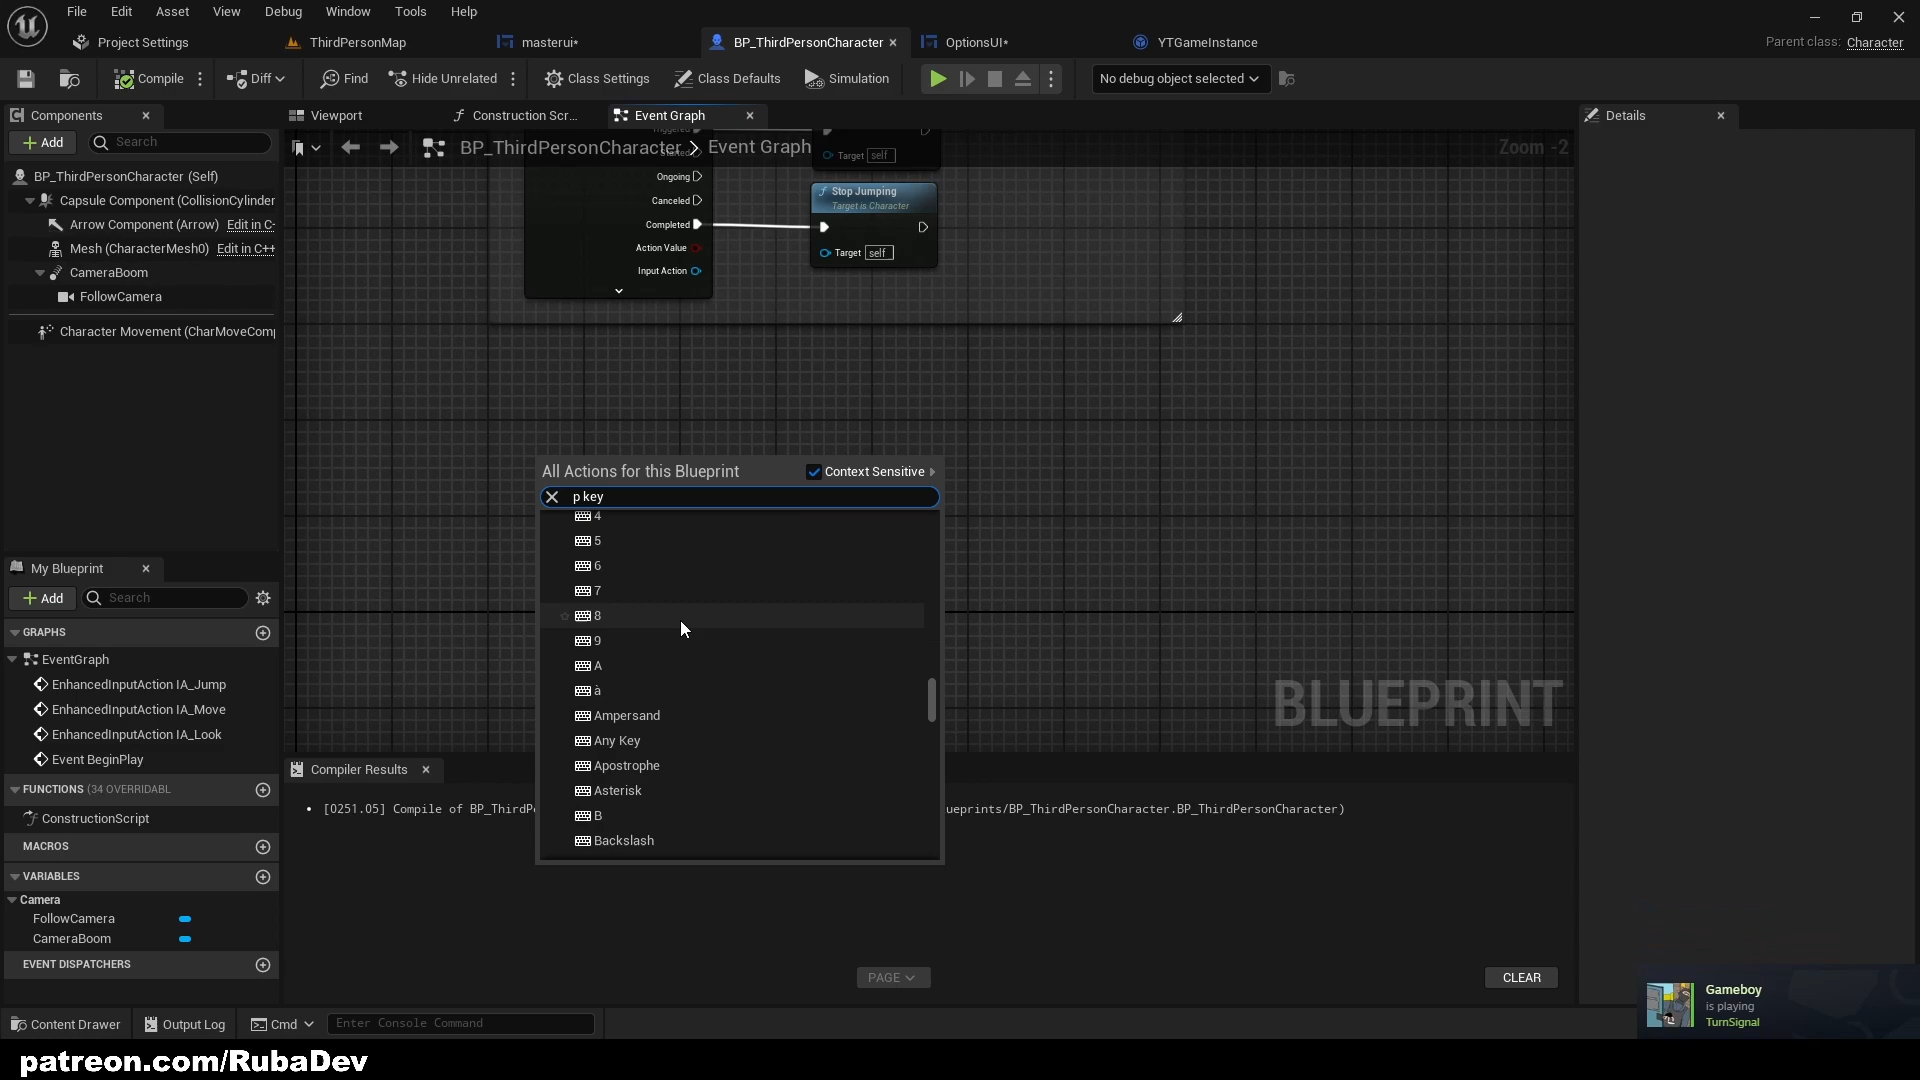 File Edit Asset View Debug Window Tools Help
Project Settings ThirdPersonMap masterui* BP_ThirdPersonCharacter OptionsUI* YTGameInstance Parent class: Character
Compile Diff Find Hide Unrelated Class Settings Class Defaults Simulation No debug object selected
Components Viewport Construction Scr... Event Graph Details
Add Search
BP_ThirdPersonCharacter > Event Graph Zoom -2
BP_ThirdPersonCharacter (Self)
Capsule Component (CollisionCylinder
Arrow Component (Arrow) Edit in C-
Mesh (CharacterMesh0) Edit in C++
CameraBoom
FollowCamera
Character Movement (CharMoveComp
Triggered
Started
Ongoing
Canceled
Completed
Action Value
Input Action
Target self
Stop Jumping
Target is Character
Target self
All Actions for this Blueprint Context Sensitive
p key
4
5
6
7
8
9
A
à
Ampersand
Any Key
Apostrophe
Asterisk
B
Backslash
BLUEPRINT
My Blueprint
Add Search
GRAPHS
EventGraph
EnhancedInputAction IA_Jump
EnhancedInputAction IA_Move
EnhancedInputAction IA_Look
Event BeginPlay
FUNCTIONS (34 OVERRIDABL
ConstructionScript
MACROS
VARIABLES
Camera
FollowCamera
CameraBoom
EVENT DISPATCHERS
Compiler Results
[0251.05] Compile of BP_ThirdP ueprints/BP_ThirdPersonCharacter.BP_ThirdPersonCharacter)
PAGE CLEAR
Gameboy
is playing
TurnSignal
Content Drawer Output Log Cmd Enter Console Command
patreon.com/RubaDev